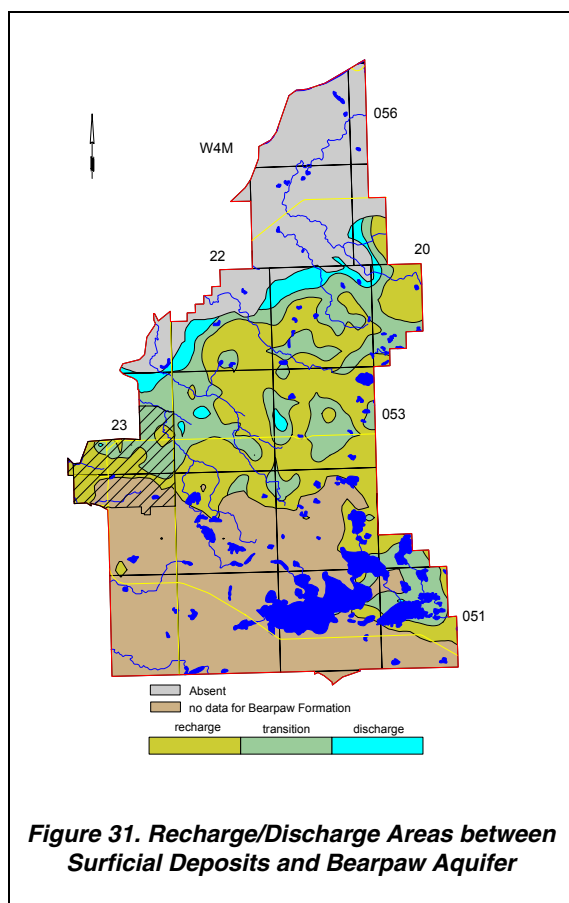 056
W4M
22
20
053
23
051
Absent
no data for Bearpaw Formation
recharge transition discharge
Figure 31. Recharge/Discharge Areas between
Surficial Deposits and Bearpaw Aquifer